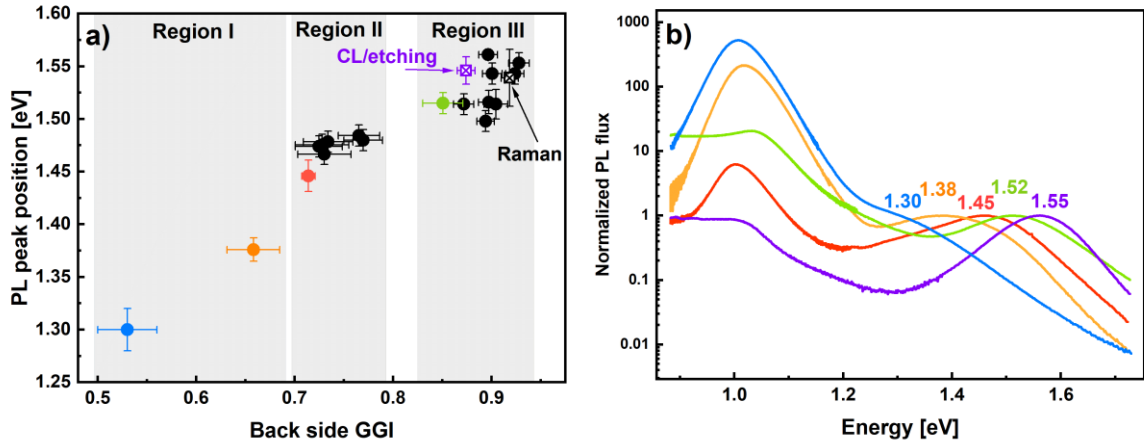 a)
Region I
Region II
Region III
CL/etching
Raman
1.60
1.55
1.50
1.45
1.40
1.35
1.30
1.25
PL peak position [eV]
0.5 0.6 0.7 0.8 0.9
Back side GGI
b)
1000
100
10
1
0.1
0.01
Normalized PL flux
1.30
1.38
1.45
1.52
1.55
1.0 1.2 1.4 1.6
Energy [eV]